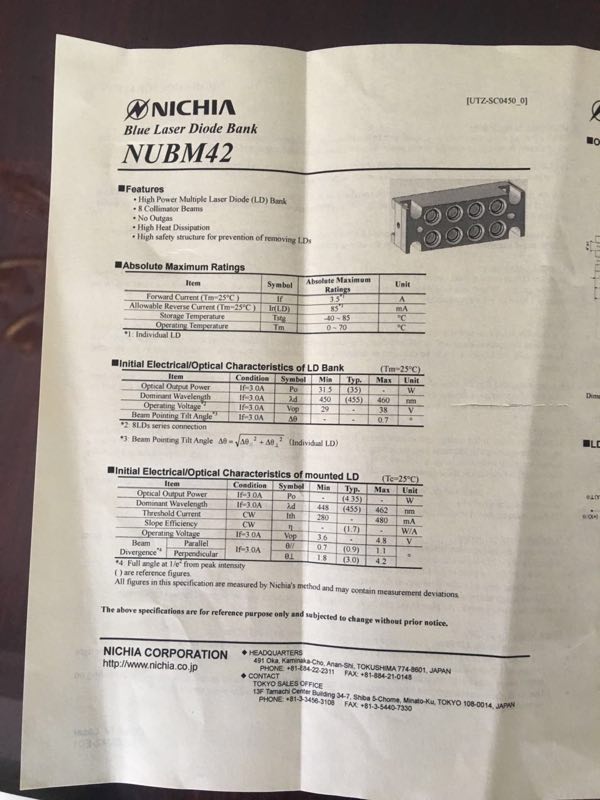 [UTZ-SC0450_0]
NICHIA
Blue Laser Diode Bank
NUBM42
■Features
• High Power Multiple Laser Diode (LD) Bank
• 8 Collimator Beams
• No Outgas
• High Heat Dissipation
• High safety structure for prevention of removing LDs
■Absolute Maximum Ratings
Item Symbol Absolute Maximum Ratings Unit
Forward Current (Tm=25°C ) If 3.5*1 A
Allowable Reverse Current (Tm=25°C ) Ir(LD) 85*1 mA
Storage Temperature Tstg -40 ~ 85 °C
Operating Temperature Tm 0 ~ 70 °C
*1: Individual LD
■Initial Electrical/Optical Characteristics of LD Bank (Tm=25°C)
Item Condition Symbol Min Typ. Max Unit
Optical Output Power If=3.0A Po 31.5 (35) - W
Dominant Wavelength If=3.0A λd 450 (455) 460 nm
Operating Voltage*2 If=3.0A Vop 29 - 38 V
Beam Pointing Tilt Angle*3 If=3.0A Δθ - - 0.7 °
*2: 8LDs series connection
*3: Beam Pointing Tilt Angle Δθ = √Δθ∥² + Δθ⊥² (Individual LD)
■Initial Electrical/Optical Characteristics of mounted LD (Tc=25°C)
Item Condition Symbol Min Typ. Max Unit
Optical Output Power If=3.0A Po - (4.35) - W
Dominant Wavelength If=3.0A λd 448 (455) 462 nm
Threshold Current CW Ith 280 - 480 mA
Slope Efficiency CW η - (1.7) - W/A
Operating Voltage If=3.0A Vop 3.6 - 4.8 V
Beam Divergence*4 Parallel If=3.0A θ// 0.7 (0.9) 1.1 °
Perpendicular θ⊥ 1.8 (3.0) 4.2
*4: Full angle at 1/e² from peak intensity
( ) are reference figures.
All figures in this specification are measured by Nichia's method and may contain measurement deviations.
The above specifications are for reference purpose only and subjected to change without prior notice.
NICHIA CORPORATION
http://www.nichia.co.jp
◆ HEADQUARTERS
491 Oka, Kaminaka-Cho, Anan-Shi, TOKUSHIMA 774-8601, JAPAN
PHONE: +81-884-22-2311 FAX: +81-884-21-0148
◆ CONTACT
TOKYO SALES OFFICE
13F Tamachi Center Building 34-7, Shiba 5-Chome, Minato-Ku, TOKYO 108-0014, JAPAN
PHONE: +81-3-3456-3108 FAX: +81-3-5440-7330